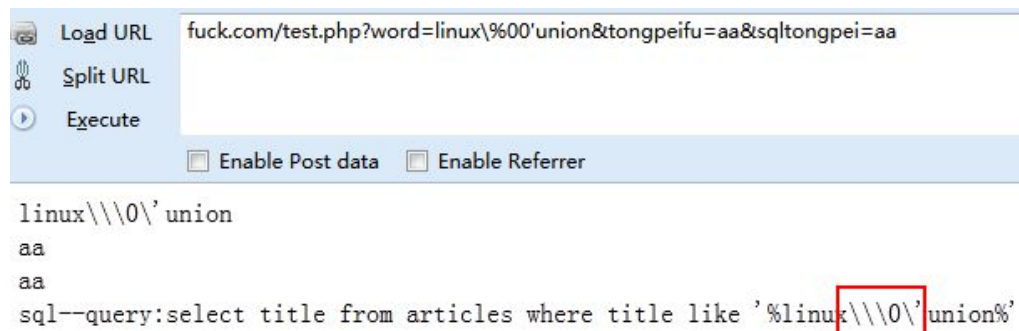 Load URL fuck.com/test.php?word=linux\%00'union&tongpeifu=aa&sqltongpei=aa
Split URL
Execute
Enable Post data Enable Referrer
linux\\\0\'union
aa
aa
sql--query:select title from articles where title like '%linux\\\0\'union%'